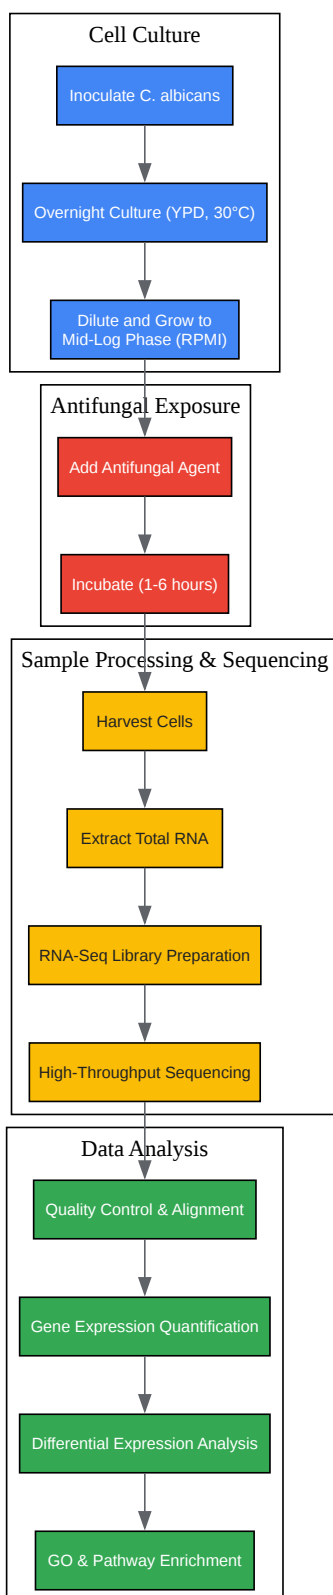 Cell Culture
Inoculate C. albicans
Overnight Culture (YPD, 30°C)
Dilute and Grow to
Mid-Log Phase (RPMI)
Antifungal Exposure
Add Antifungal Agent
Incubate (1-6 hours)
Sample Processing & Sequencing
Harvest Cells
Extract Total RNA
RNA-Seq Library Preparation
High-Throughput Sequencing
Data Analysis
Quality Control & Alignment
Gene Expression Quantification
Differential Expression Analysis
GO & Pathway Enrichment